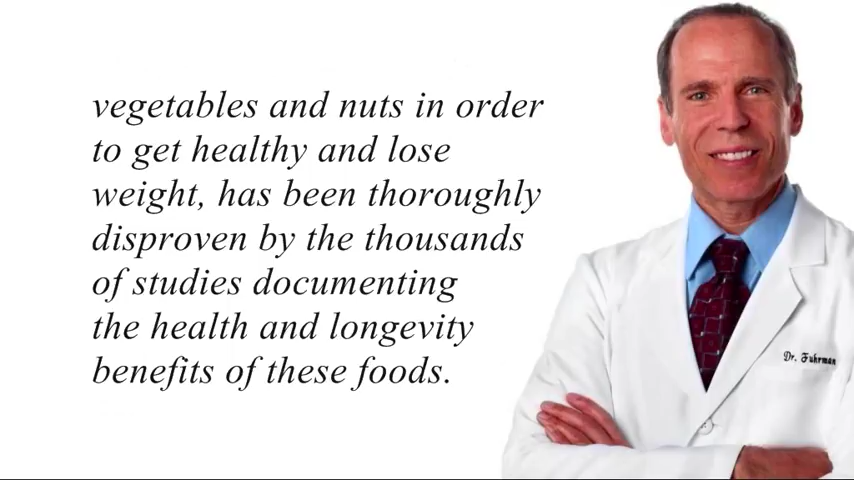 vegetables and nuts in order
to get healthy and lose
weight, has been thoroughly
disproven by the thousands
of studies documenting
the health and longevity
benefits of these foods.
Dr. Fuhrman